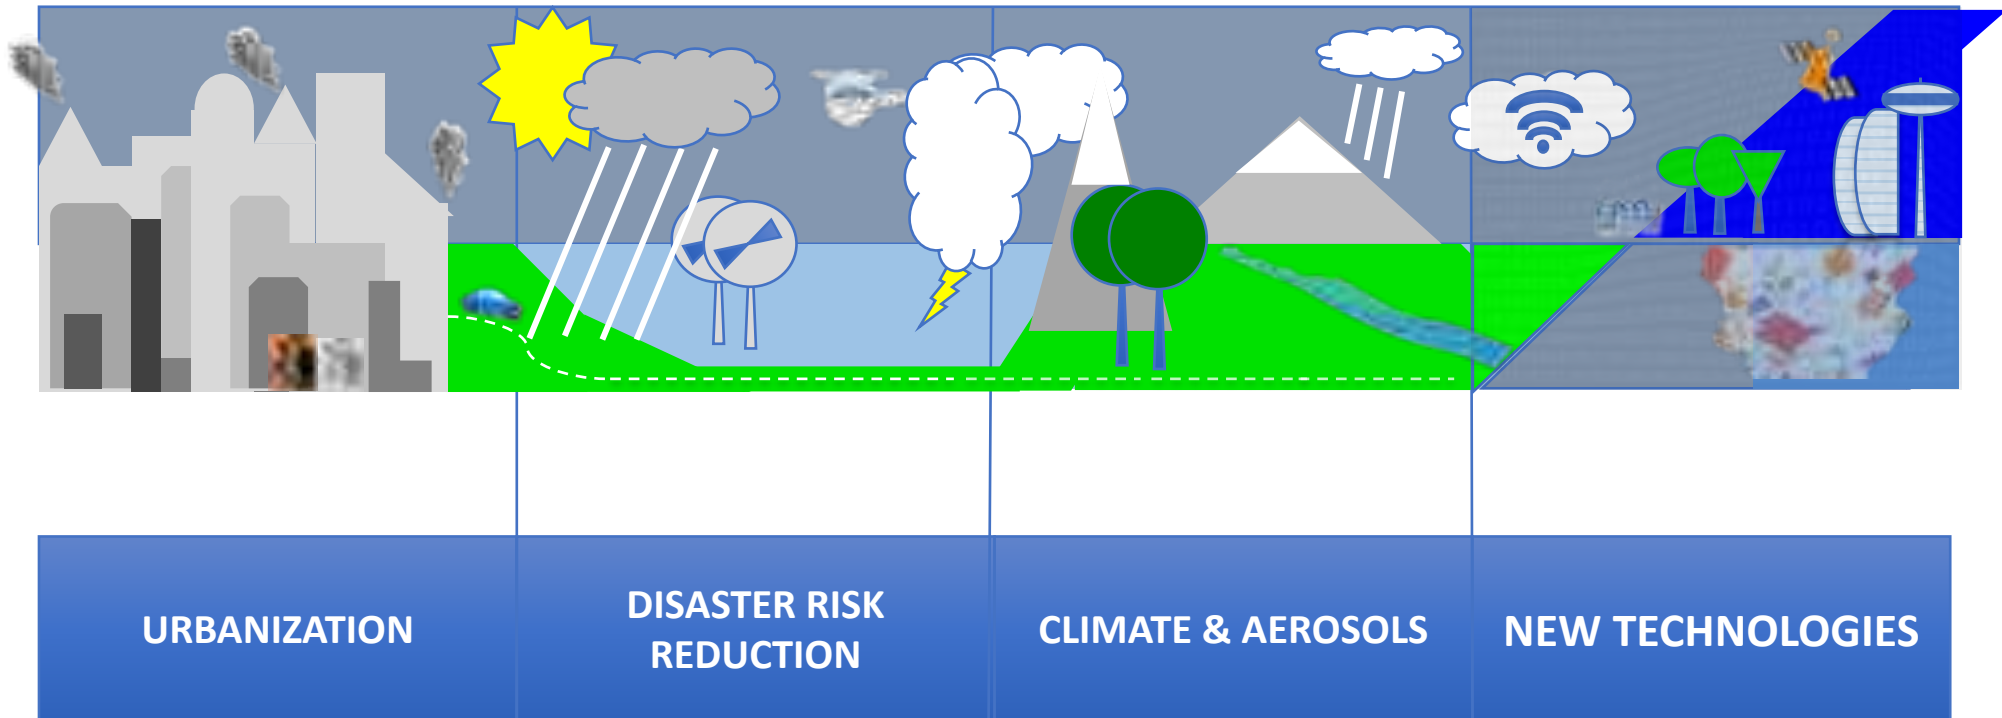 URBANIZATION
DISASTER RISK
REDUCTION
CLIMATE & AEROSOLS
NEW TECHNOLOGIES